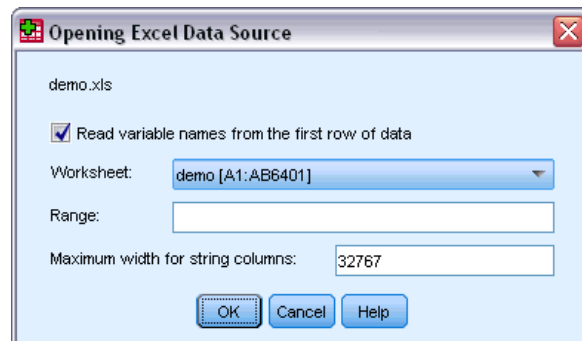 Opening Excel Data Source
demo.xls
Read variable names from the first row of data
Worksheet: demo [A1:AB6401]
Range:
Maximum width for string columns: 32767
OK Cancel Help